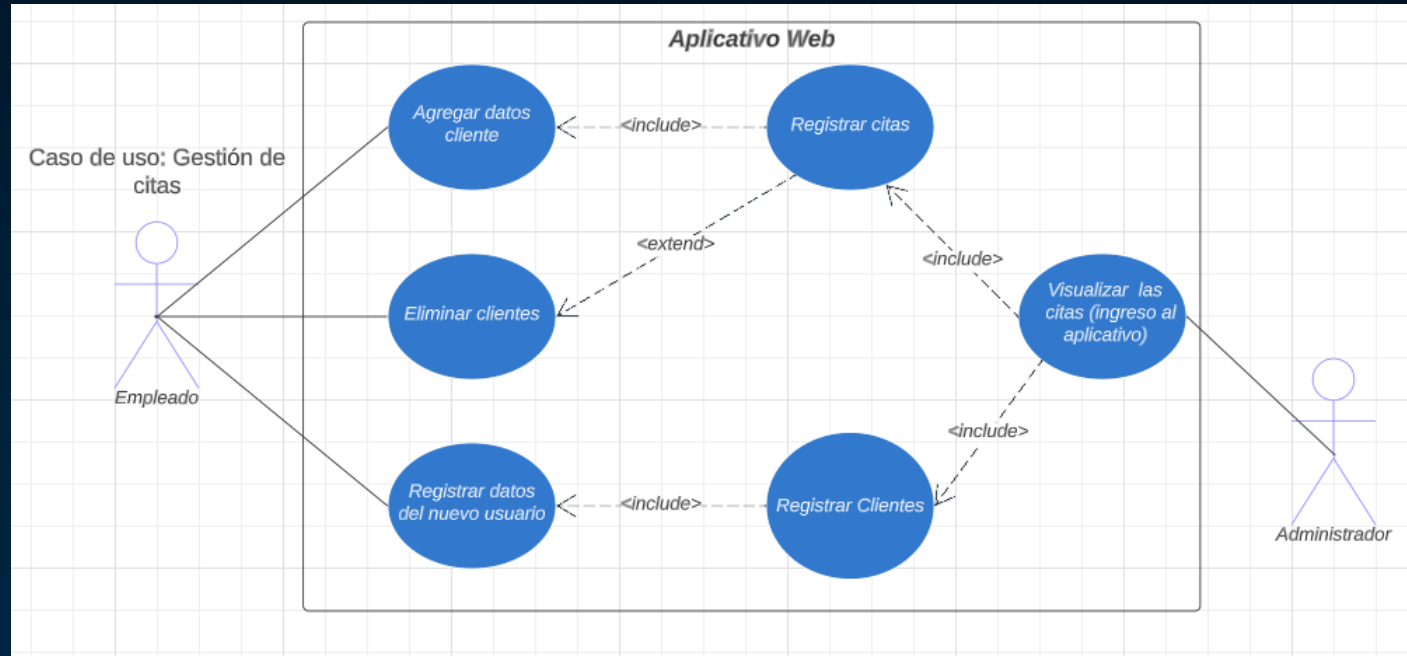 Aplicativo Web
Caso de uso: Gestión de
citas
Agregar datos
cliente
<include>
Registrar citas
<extend>
<include>
Eliminar clientes
Visualizar las
citas (ingreso al
aplicativo)
Empleado
<include>
Registrar datos
del nuevo usuario
<include>
Registrar Clientes
Administrador